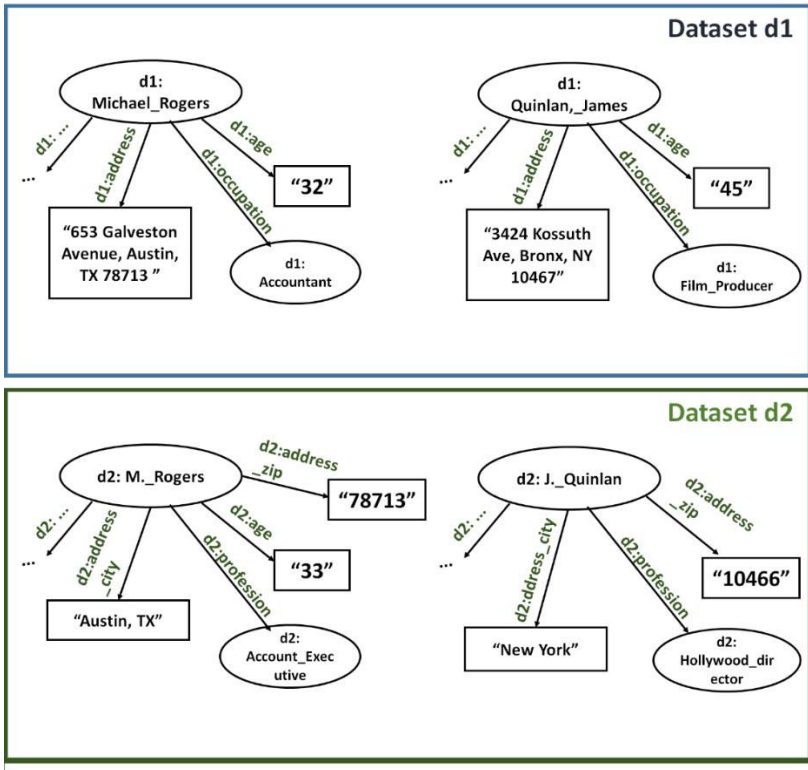 Dataset d1
d1:
Michael_Rogers
d1: ...
...
d1:address
d1:occupation
d1:age
"32"
"653 Galveston
Avenue, Austin,
TX 78713 "
d1:
Accountant
d1:
Quinlan,_James
d1: ...
...
d1:address
d1:occupation
d1:age
"45"
"3424 Kossuth
Ave, Bronx, NY
10467"
d1:
Film_Producer
Dataset d2
d2: M._Rogers
d2:address
_zip
"78713"
d2: ...
...
d2:address
_city
d2:profession
d2:age
"33"
"Austin, TX"
d2:
Account_Exec
utive
d2: J._Quinlan
d2:address
_zip
"10466"
d2: ...
...
d2:ddress_city
d2:profession
"New York"
d2:
Hollywood_dir
ector